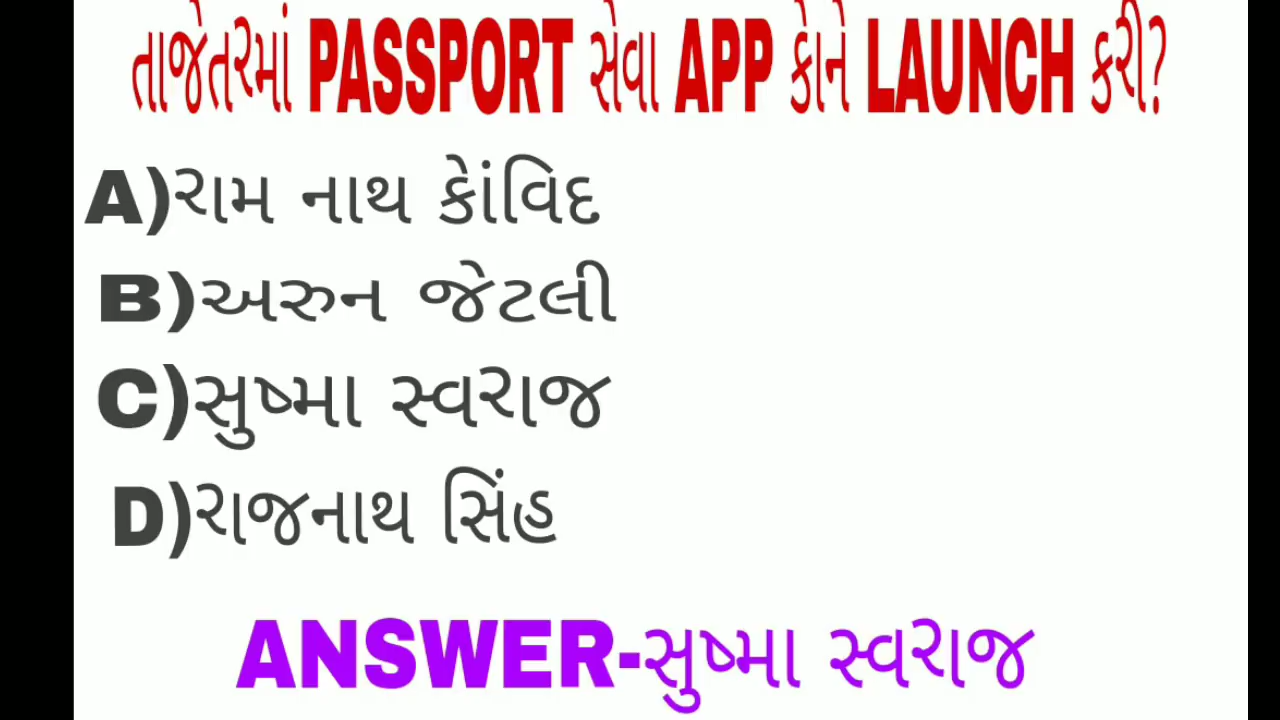 તાજેતરમાં PASSPORT સેવા APP કોને LAUNCH કરી?
A)રામ નાથ કોંવિદ
B)અરુન જેટલી
C)સુષ્મા સ્વરાજ
D)રાજનાથ સિંહ
ANSWER-સુષ્મા સ્વરાજ